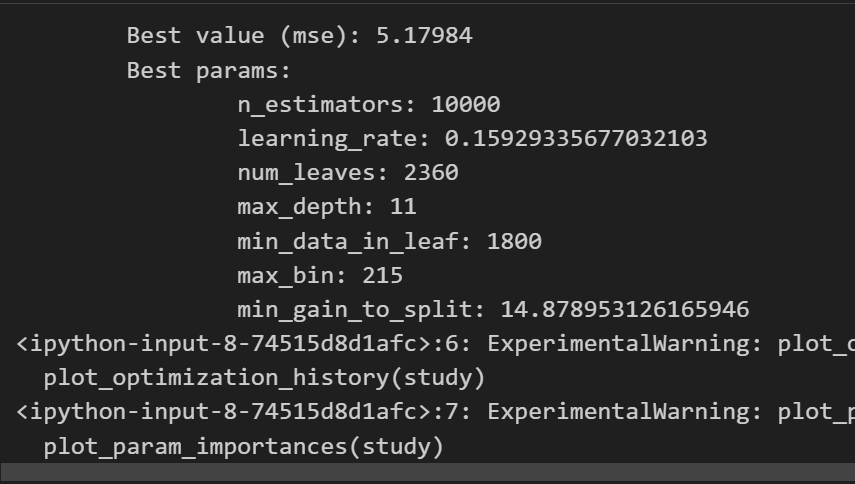 Best value (mse): 5.17984
Best params:
n_estimators: 10000
learning_rate: 0.15929335677032103
num_leaves: 2360
max_depth: 11
min_data_in_leaf: 1800
max_bin: 215
min_gain_to_split: 14.878953126165946
<ipython-input-8-74515d8d1afc>:6: ExperimentalWarning: plot_
plot_optimization_history(study)
<ipython-input-8-74515d8d1afc>:7: ExperimentalWarning: plot_p
plot_param_importances(study)